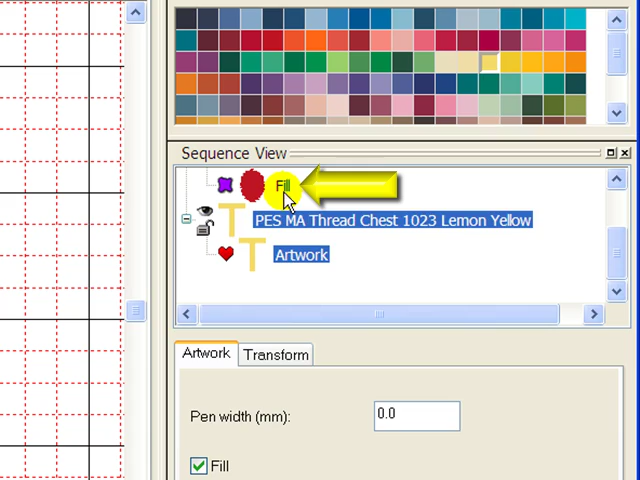 Sequence View
Fill
T PES MA Thread Chest 1023 Lemon Yellow
T Artwork
Artwork Transform
Pen width (mm): 0.0
Fill